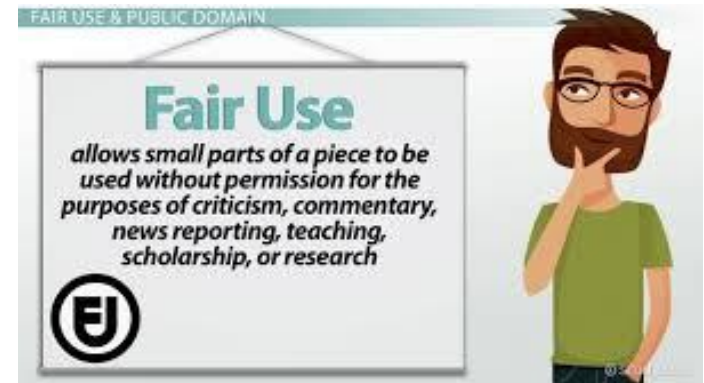 FAIR USE & PUBLIC DOMAIN
Fair Use
allows small parts of a piece to be
used without permission for the
purposes of criticism, commentary,
news reporting, teaching,
scholarship, or research